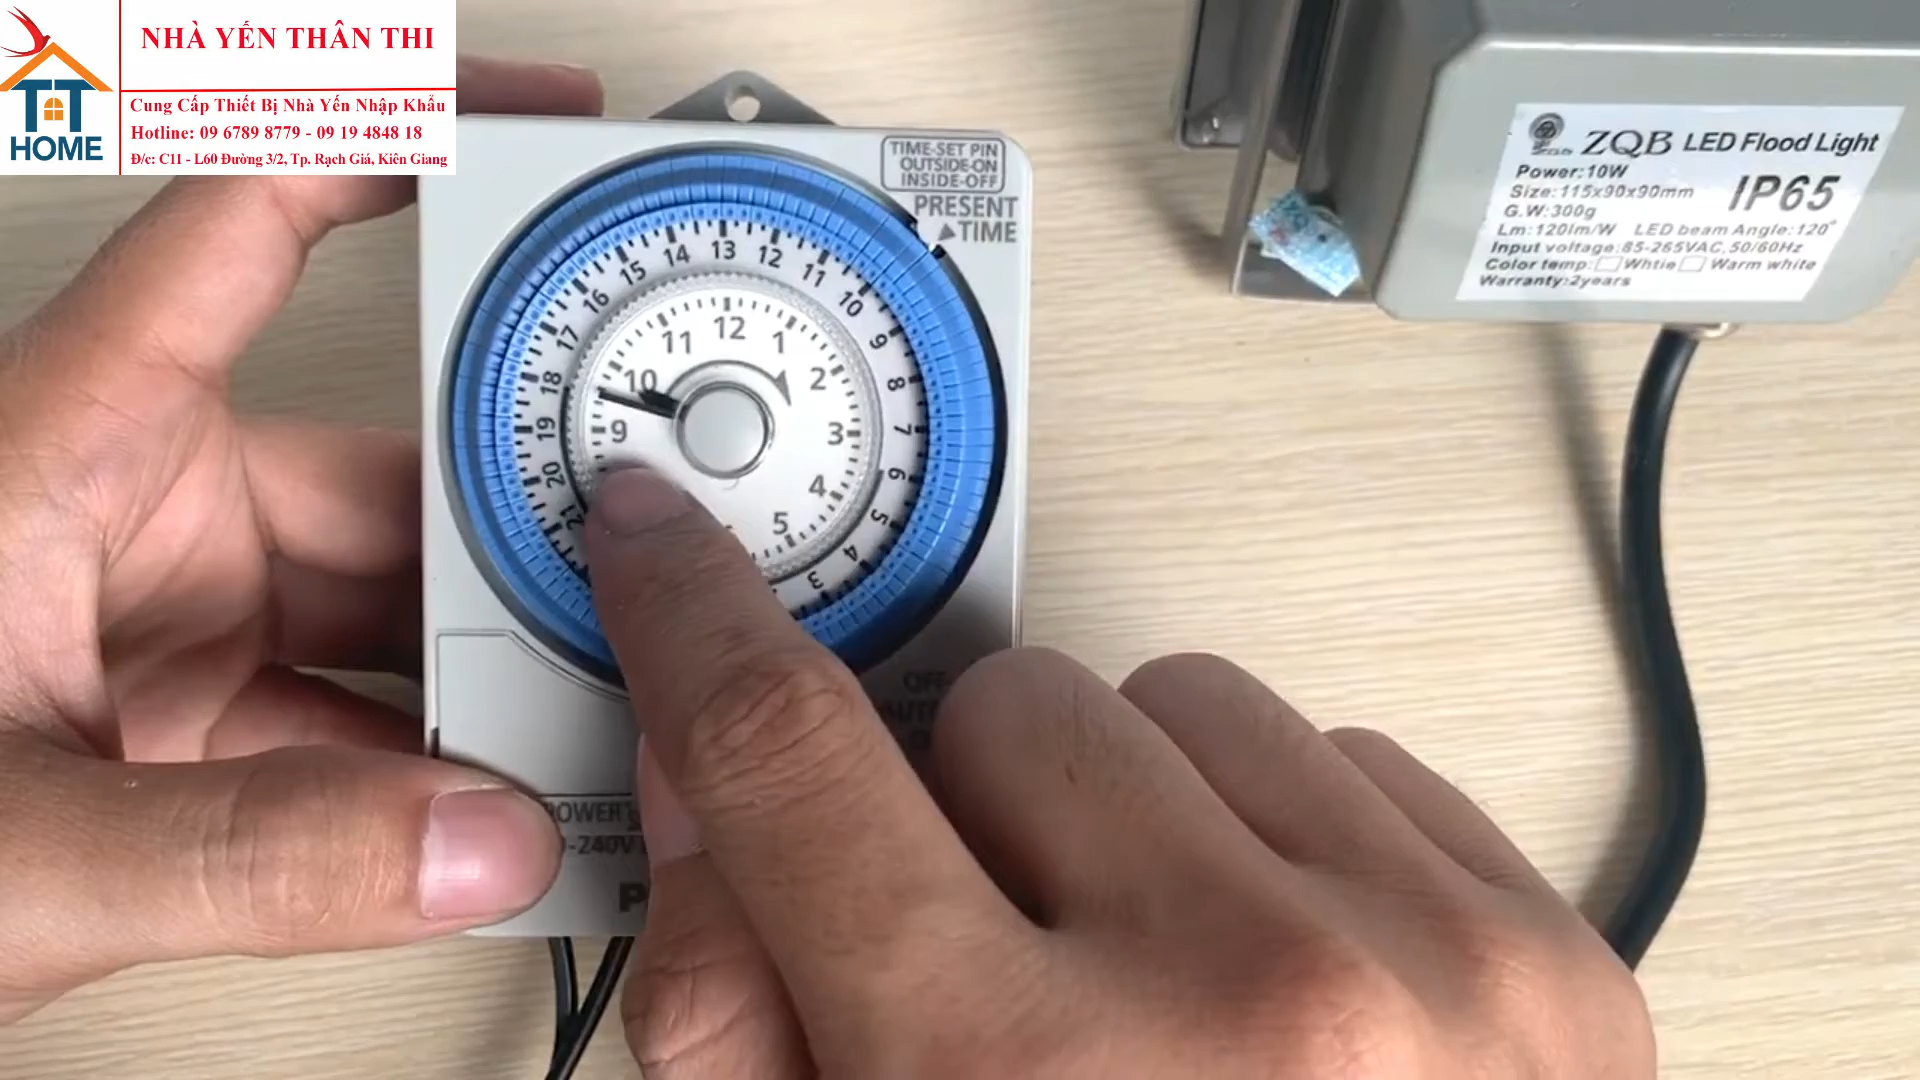 NHÀ YẾN THÂN THI
Cung Cấp Thiết Bị Nhà Yến Nhập Khẩu
Hotline: 09 6789 8779 - 09 19 4848 18
Đ/c: C11 - L60 Đường 3/2, Tp. Rạch Giá, Kiên Giang
TT
HOME
TIME-SET PIN
OUTSIDE-ON
INSIDE-OFF
PRESENT
TIME
13 12 11 10 9 8 7 6 5 4 3
14 15 16 17 18 19 20 21
12 1 2 3 4 5
9 10 11
POWER
-240V
ZQB LED Flood Light
Power:10W
Size:115x90x90mm
IP65
G.W:300g
Lm:120lm/W LED beam Angle:120°
Input voltage:85-265VAC,50/60Hz
Color temp: Whtie Warm white
Warranty:2years